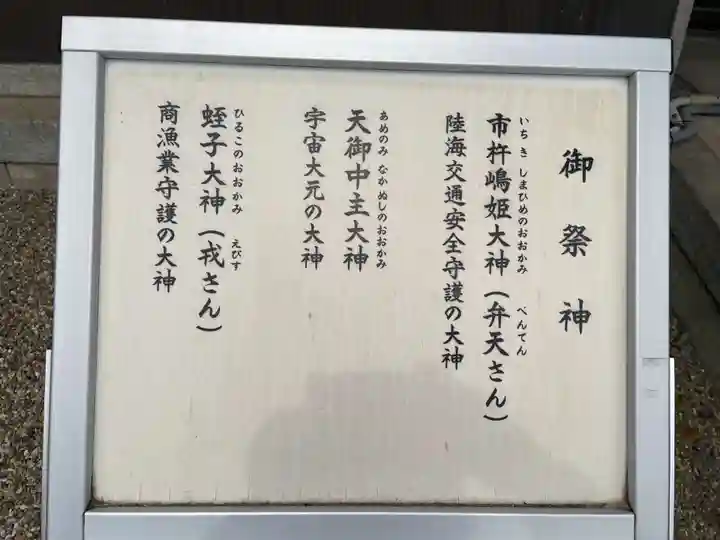 御祭神
いちきしまひめのおおかみ べんてん
市杵嶋姫大神(弁天さん)
陸海交通安全守護の大神
あめのみなかぬしのおおかみ
天御中主大神
宇宙大元の大神
ひるこのおおかみ えびす
蛭子大神(戎さん)
商漁業守護の大神